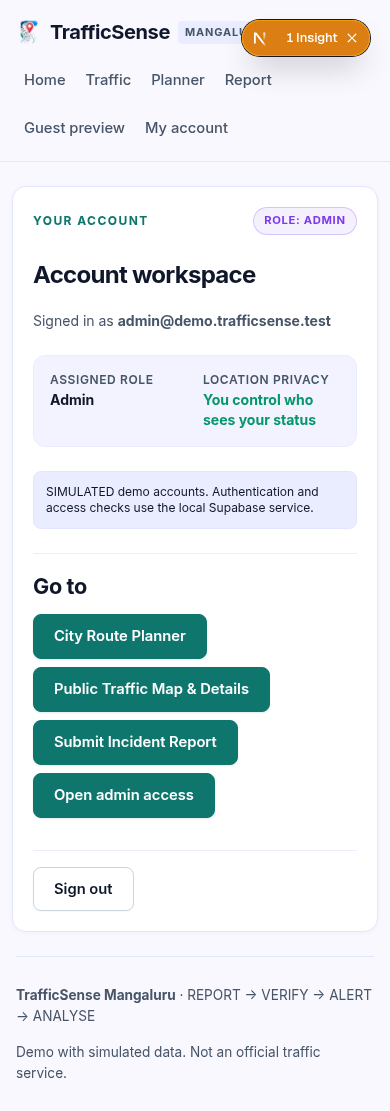 TrafficSense
1 Insight
Home Traffic Planner Report
Guest preview My account
YOUR ACCOUNT ROLE: ADMIN
Account workspace
Signed in as admin@demo.trafficsense.test
ASSIGNED ROLE LOCATION PRIVACY
Admin You control who
sees your status
SIMULATED demo accounts. Authentication and
access checks use the local Supabase service.
Go to
City Route Planner
Public Traffic Map & Details
Submit Incident Report
Open admin access
Sign out
TrafficSense Mangaluru · REPORT → VERIFY → ALERT
→ ANALYSE
Demo with simulated data. Not an official traffic
service.